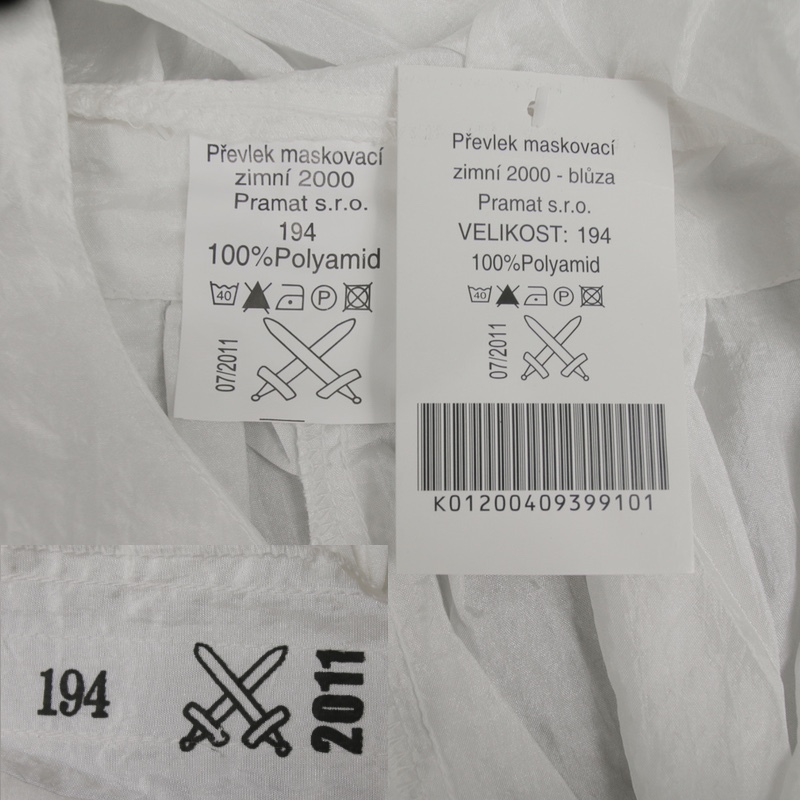 Převlek maskovací
zimní 2000
Pramat s.r.o.
194
100%Polyamid
40
P
07/2011
Převlek maskovací
zimní 2000 - blůza
Pramat s.r.o.
VELIKOST: 194
100%Polyamid
40
P
07/2011
K01200409399101
194
2011